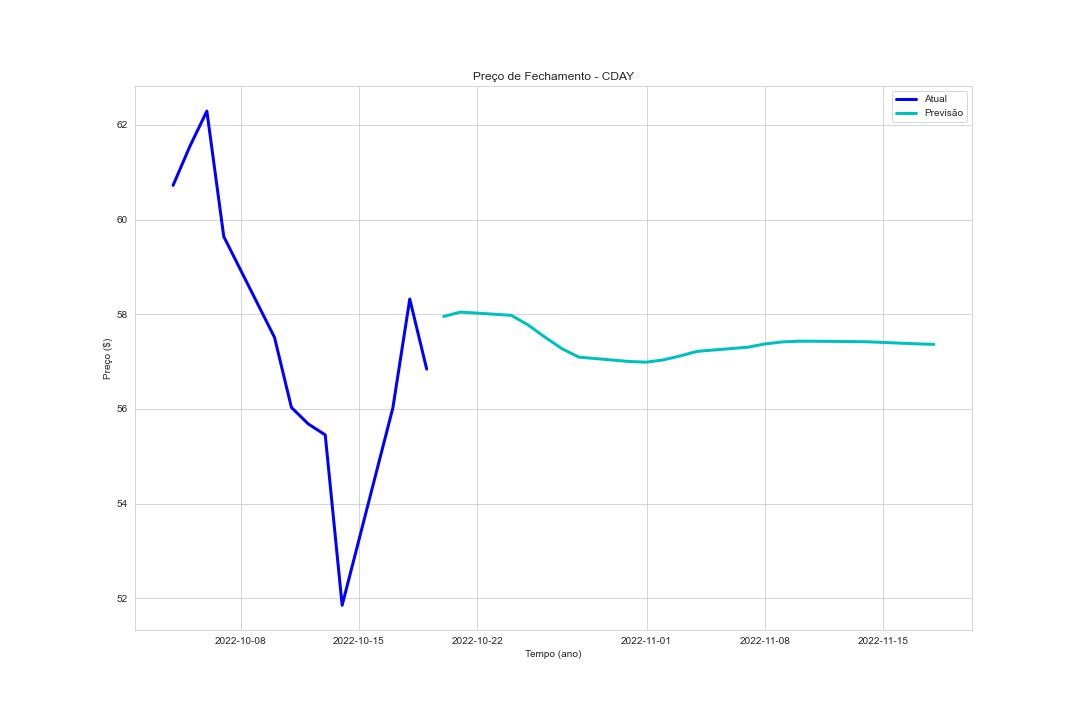 Preço de Fechamento - CDAY
Atual
Previsão
62
60
58
56
54
52
Preço ($)
2022-10-08 2022-10-15 2022-10-22 2022-11-01 2022-11-08 2022-11-15
Tempo (ano)